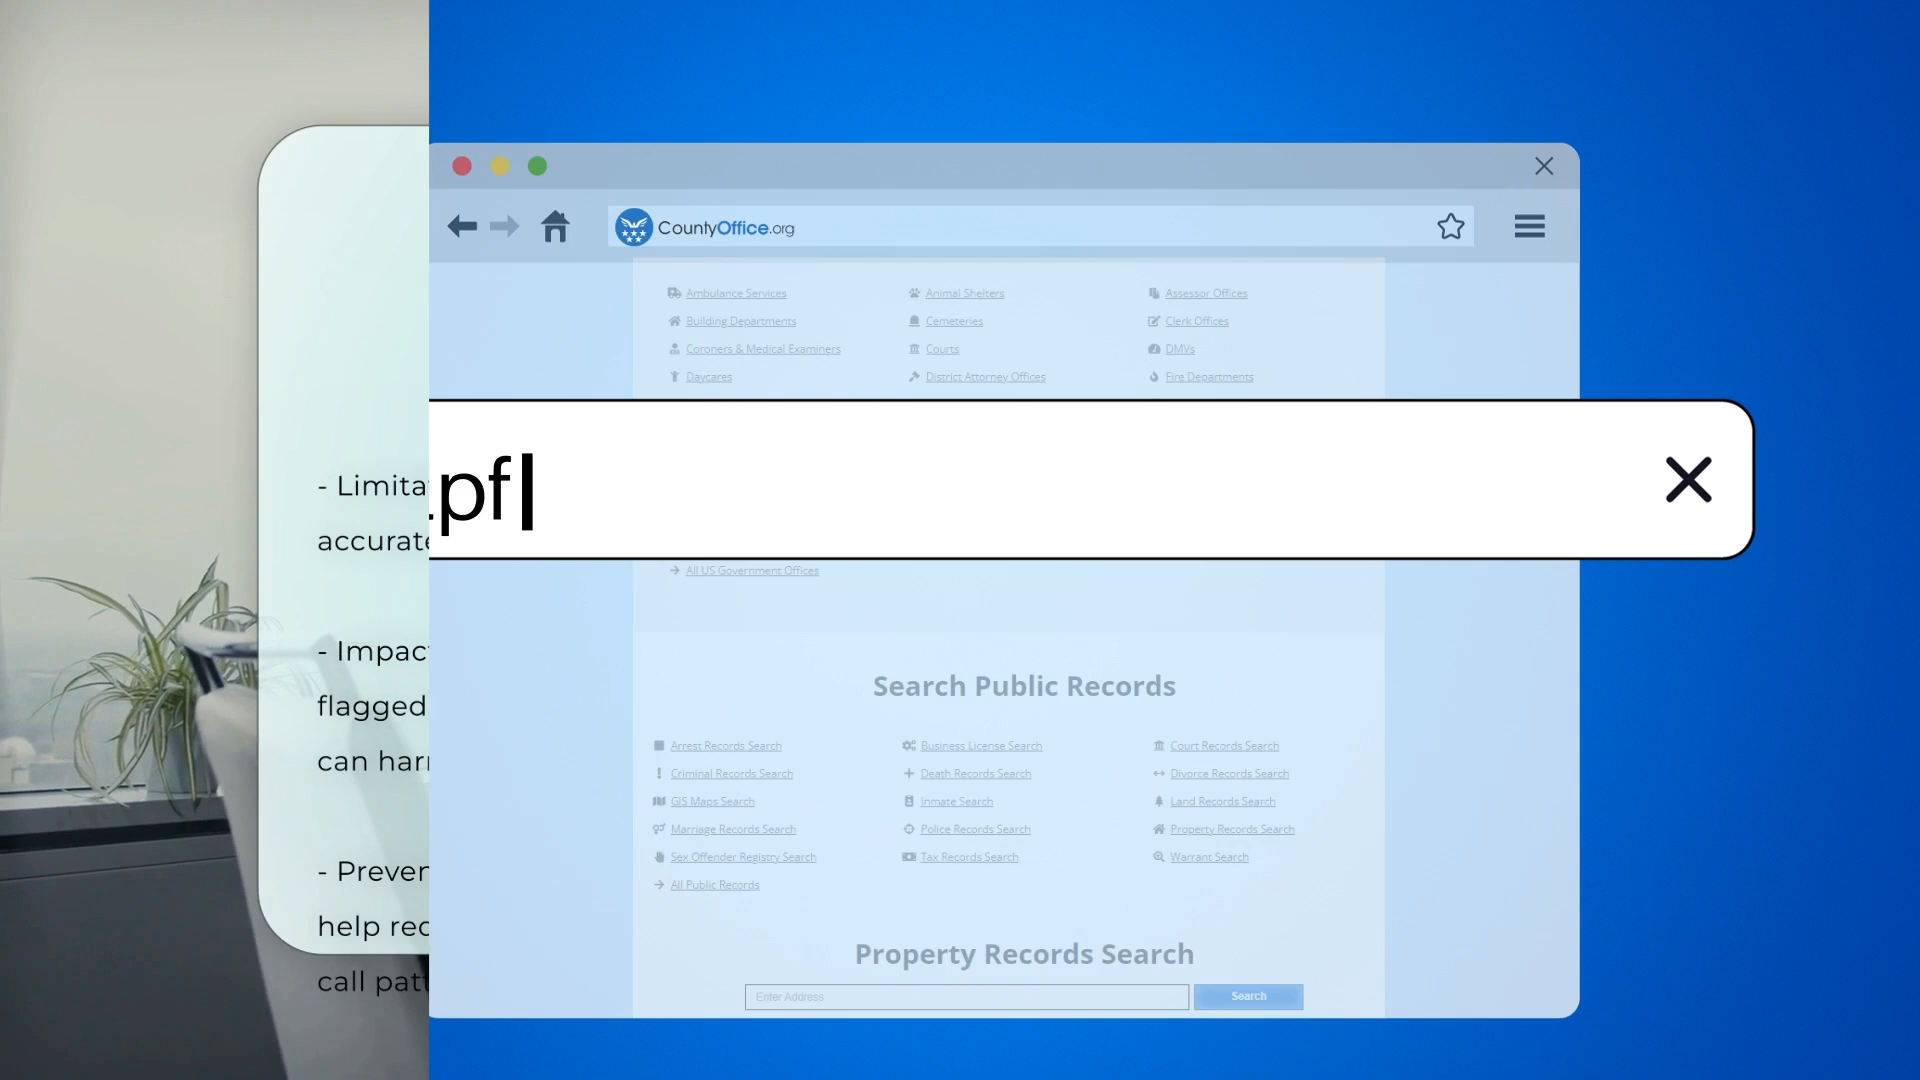 - Limita
accurate
- Impac
flagged
can har
- Preven
help rec
call pat
CountyOffice.org
Ambulance Services Animal Shelters Assessor Offices
Building Departments Cemeteries Clerk Offices
Coroners & Medical Examiners Courts DMVs
Daycares District Attorney Offices Fire Departments
pf
All US Government Offices
Search Public Records
Arrest Records Search Business License Search Court Records Search
Criminal Records Search Death Records Search Divorce Records Search
GIS Maps Search Inmate Search Land Records Search
Marriage Records Search Police Records Search Property Records Search
Sex Offender Registry Search Tax Records Search Warrant Search
All Public Records
Property Records Search
Enter Address Search